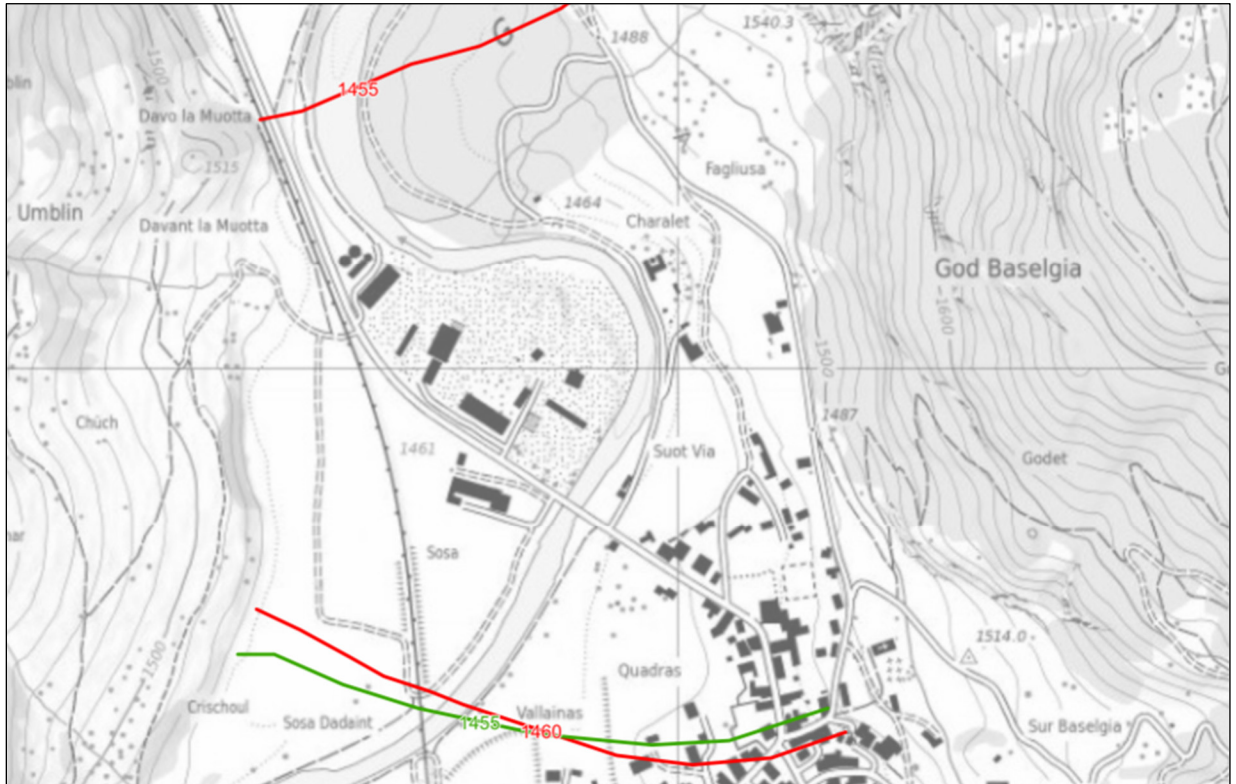 1540.3
G
1488
1500
blin
1455
Davo la Muotta
1515
Fagliusa
Umblin
1464
Charalet
Davant la Muotta
God Baselgia
1600
1500
Chüch
1487
1461
Suot Via
Godet
Sosa
1514.0
1500
Quadras
Crischoul
Sosa Dadaint
Vallainas
1455
1460
Sur Baselgia